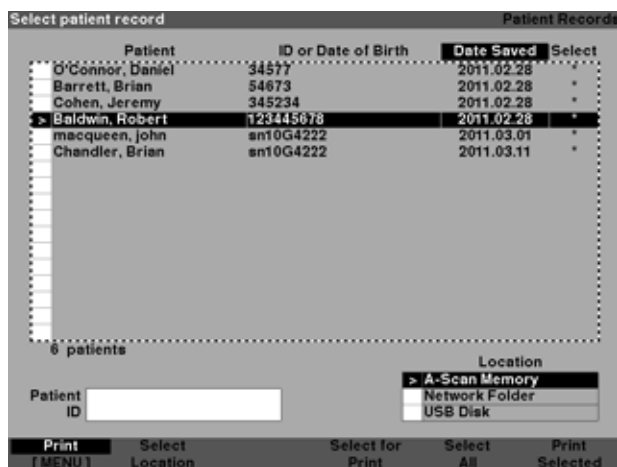 Select patient record Patient Records
Patient ID or Date of Birth Date Saved Select
O'Connor, Daniel 34577 2011.02.28 *
Barrett, Brian 54673 2011.02.28 *
Cohen, Jeremy 345234 2011.02.28 *
> Baldwin, Robert 123445678 2011.02.28 *
macqueen, john sn10G4222 2011.03.01 *
Chandler, Brian sn10G4222 2011.03.11 *
6 patients
Location
> A-Scan Memory
Network Folder
USB Disk
Patient
ID
Print Select Select for Select Print
[MENU] Location Print All Selected